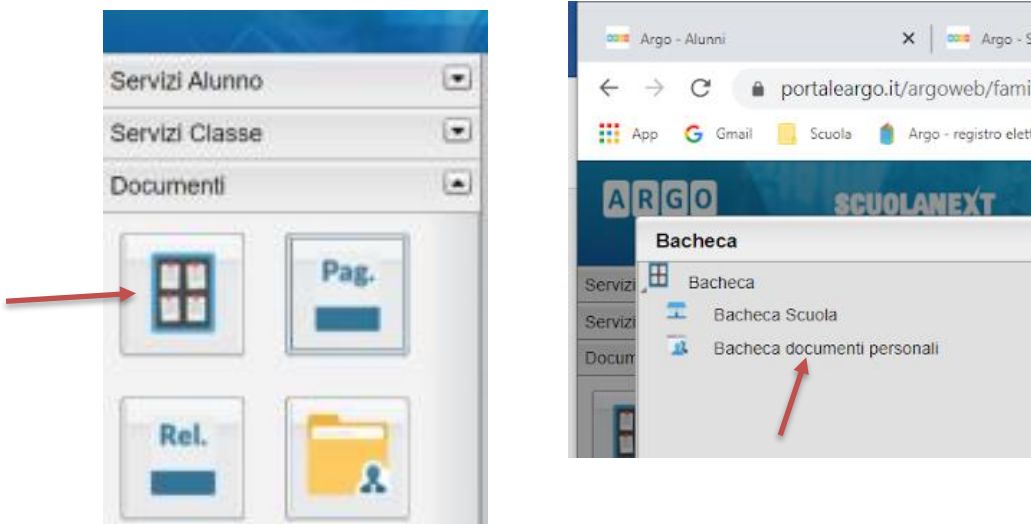 Servizi Alunno
Servizi Classe
Documenti
Pag.
Rel.
Argo - Alunni
Argo - S
portaleargo.it/argoweb/fami
App Gmail Scuola Argo - registro elett
ARGO SCUOLANEXT
Bacheca
Servizi Bacheca
Servizi Bacheca Scuola
Docum Bacheca documenti personali